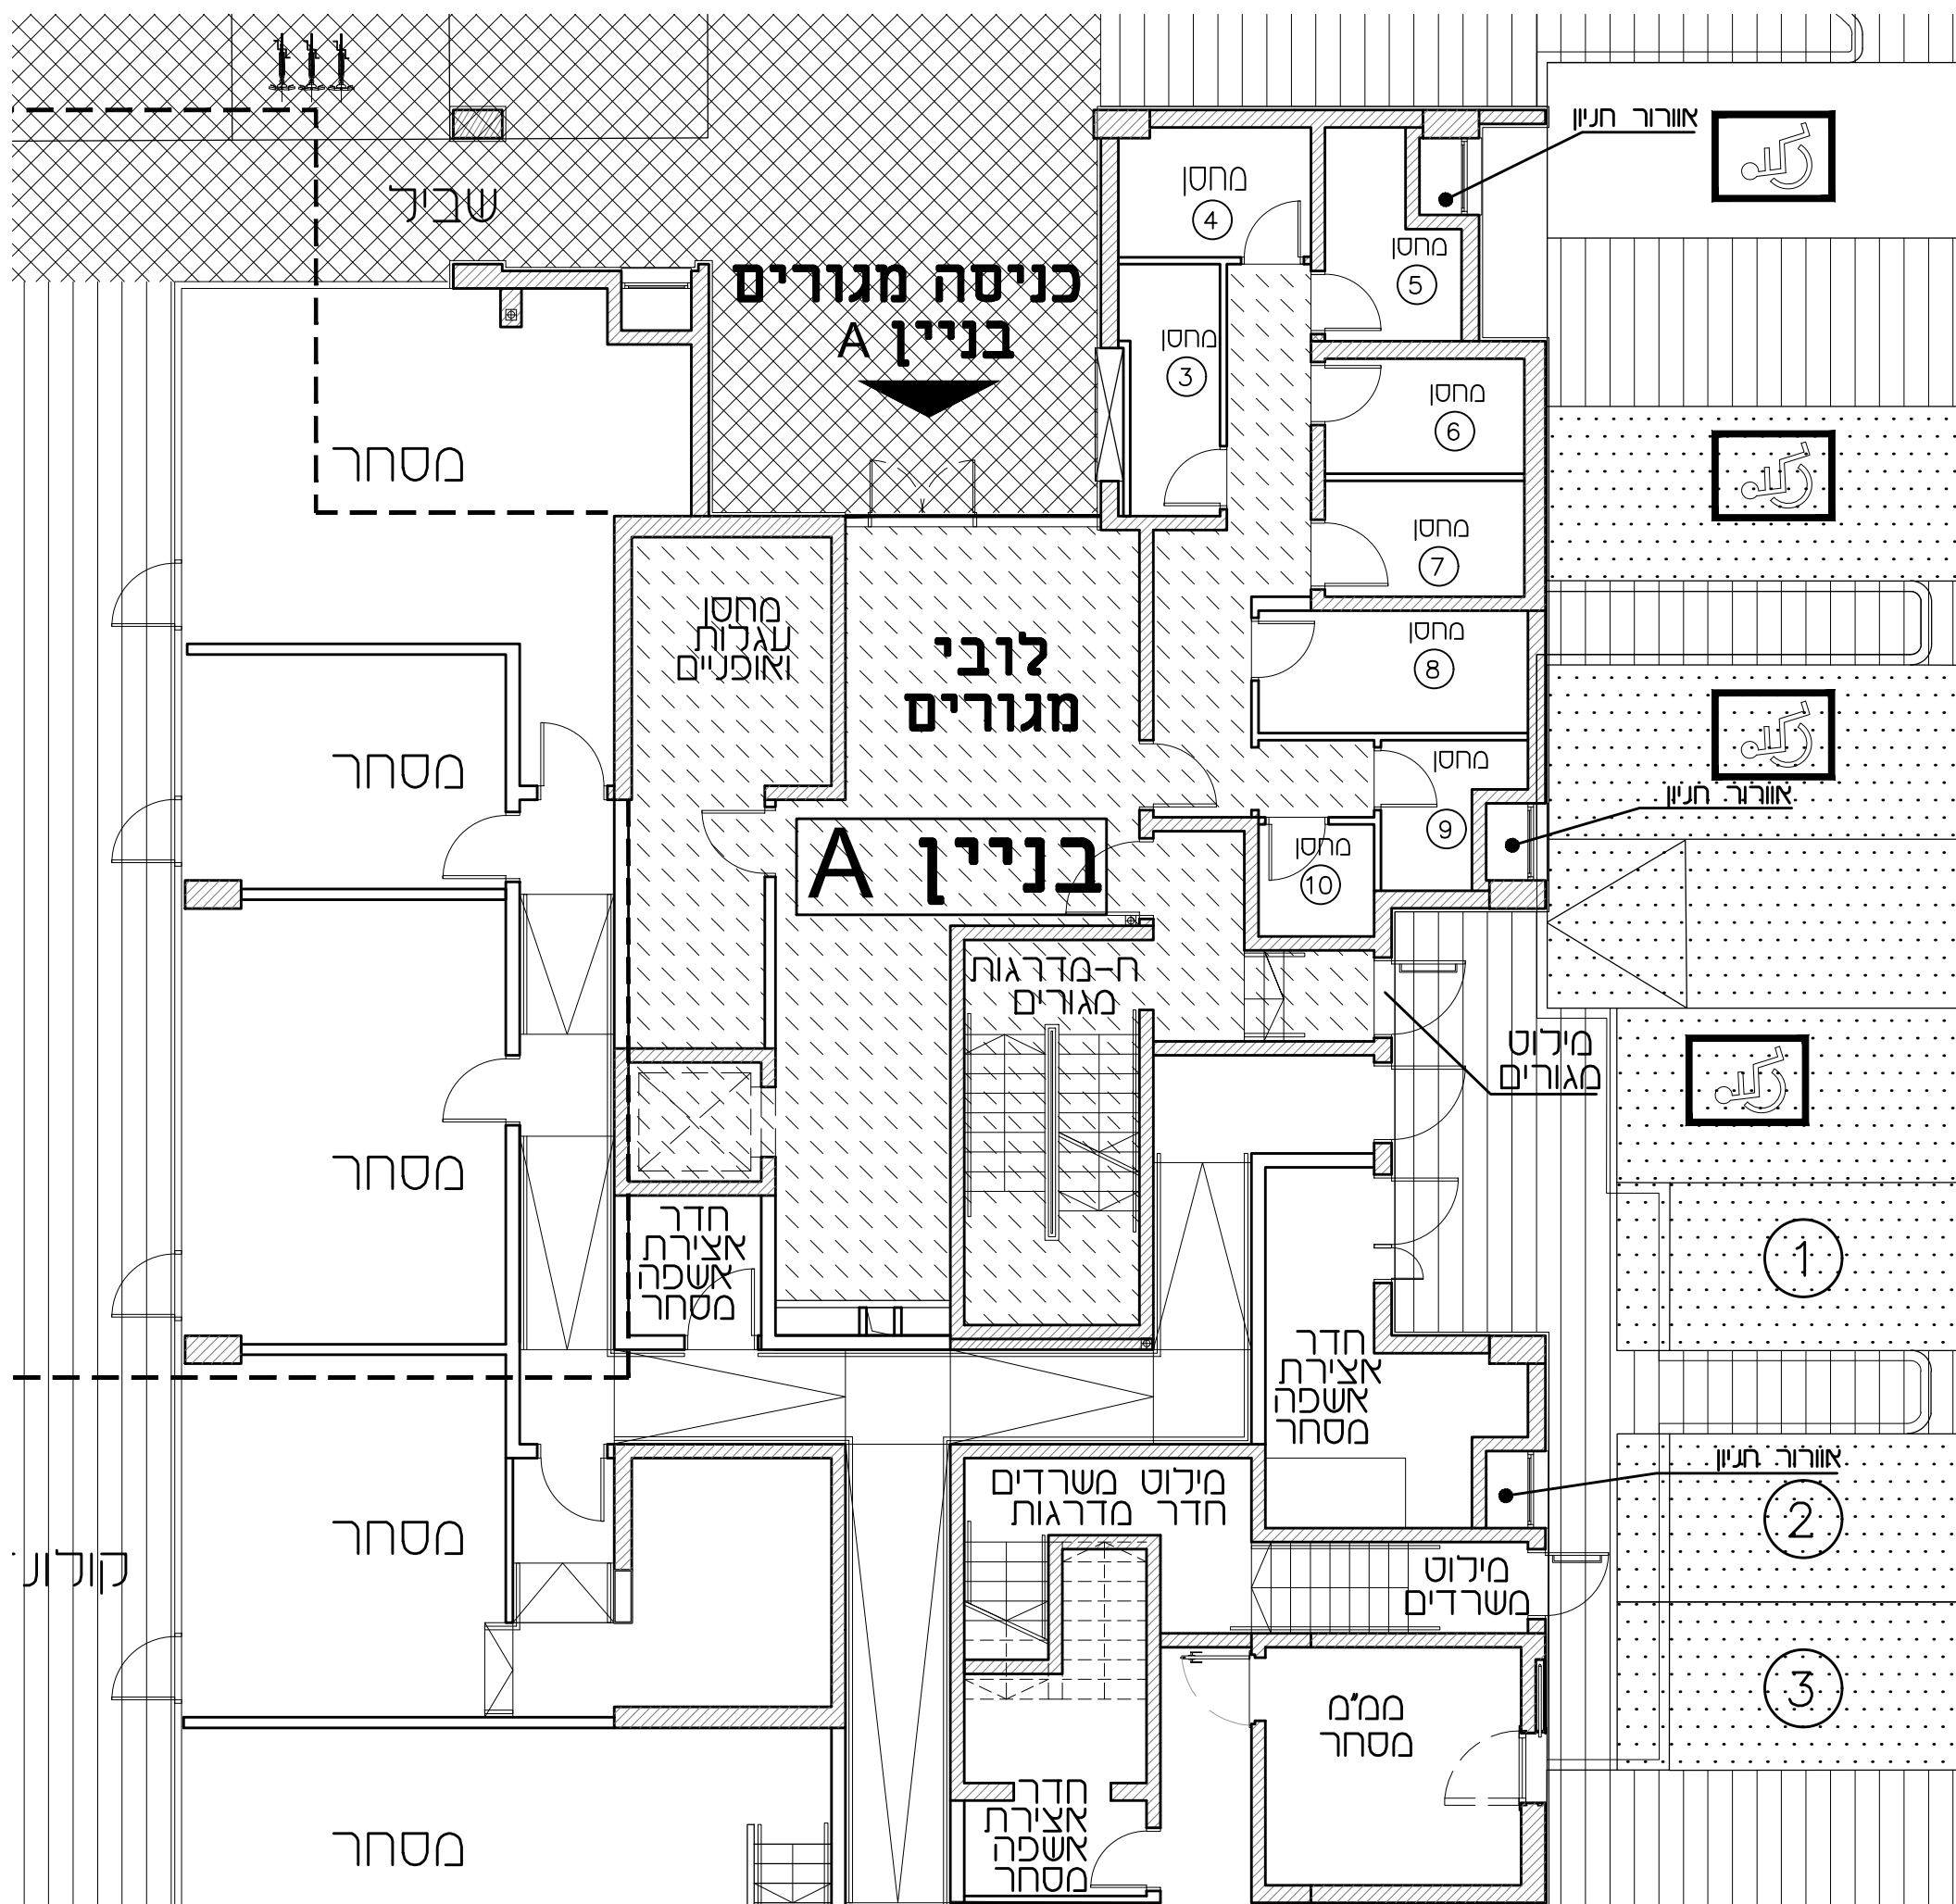 שביל
אוורור חניון
מחסן
4
מחסן
5
כניסה מגורים
בניין A
מחסן
3
מחסן
6
מסחר
מחסן
7
מחסן
עגלות
ואופניים
לובי
מגורים
מחסן
8
מסחר
מחסן
9
אוורור חניון
בניין A
מחסן
10
ח-מדרגות
מגורים
מילוט
מגורים
מסחר
חדר
אצירת
אשפה
מסחר
1
חדר
אצירת
אשפה
מסחר
אוורור חניון
מילוט משרדים
חדר מדרגות
2
מסחר
מילוט
משרדים
3
ממ"מ
מסחר
חדר
אצירת
אשפה
מסחר
מסחר